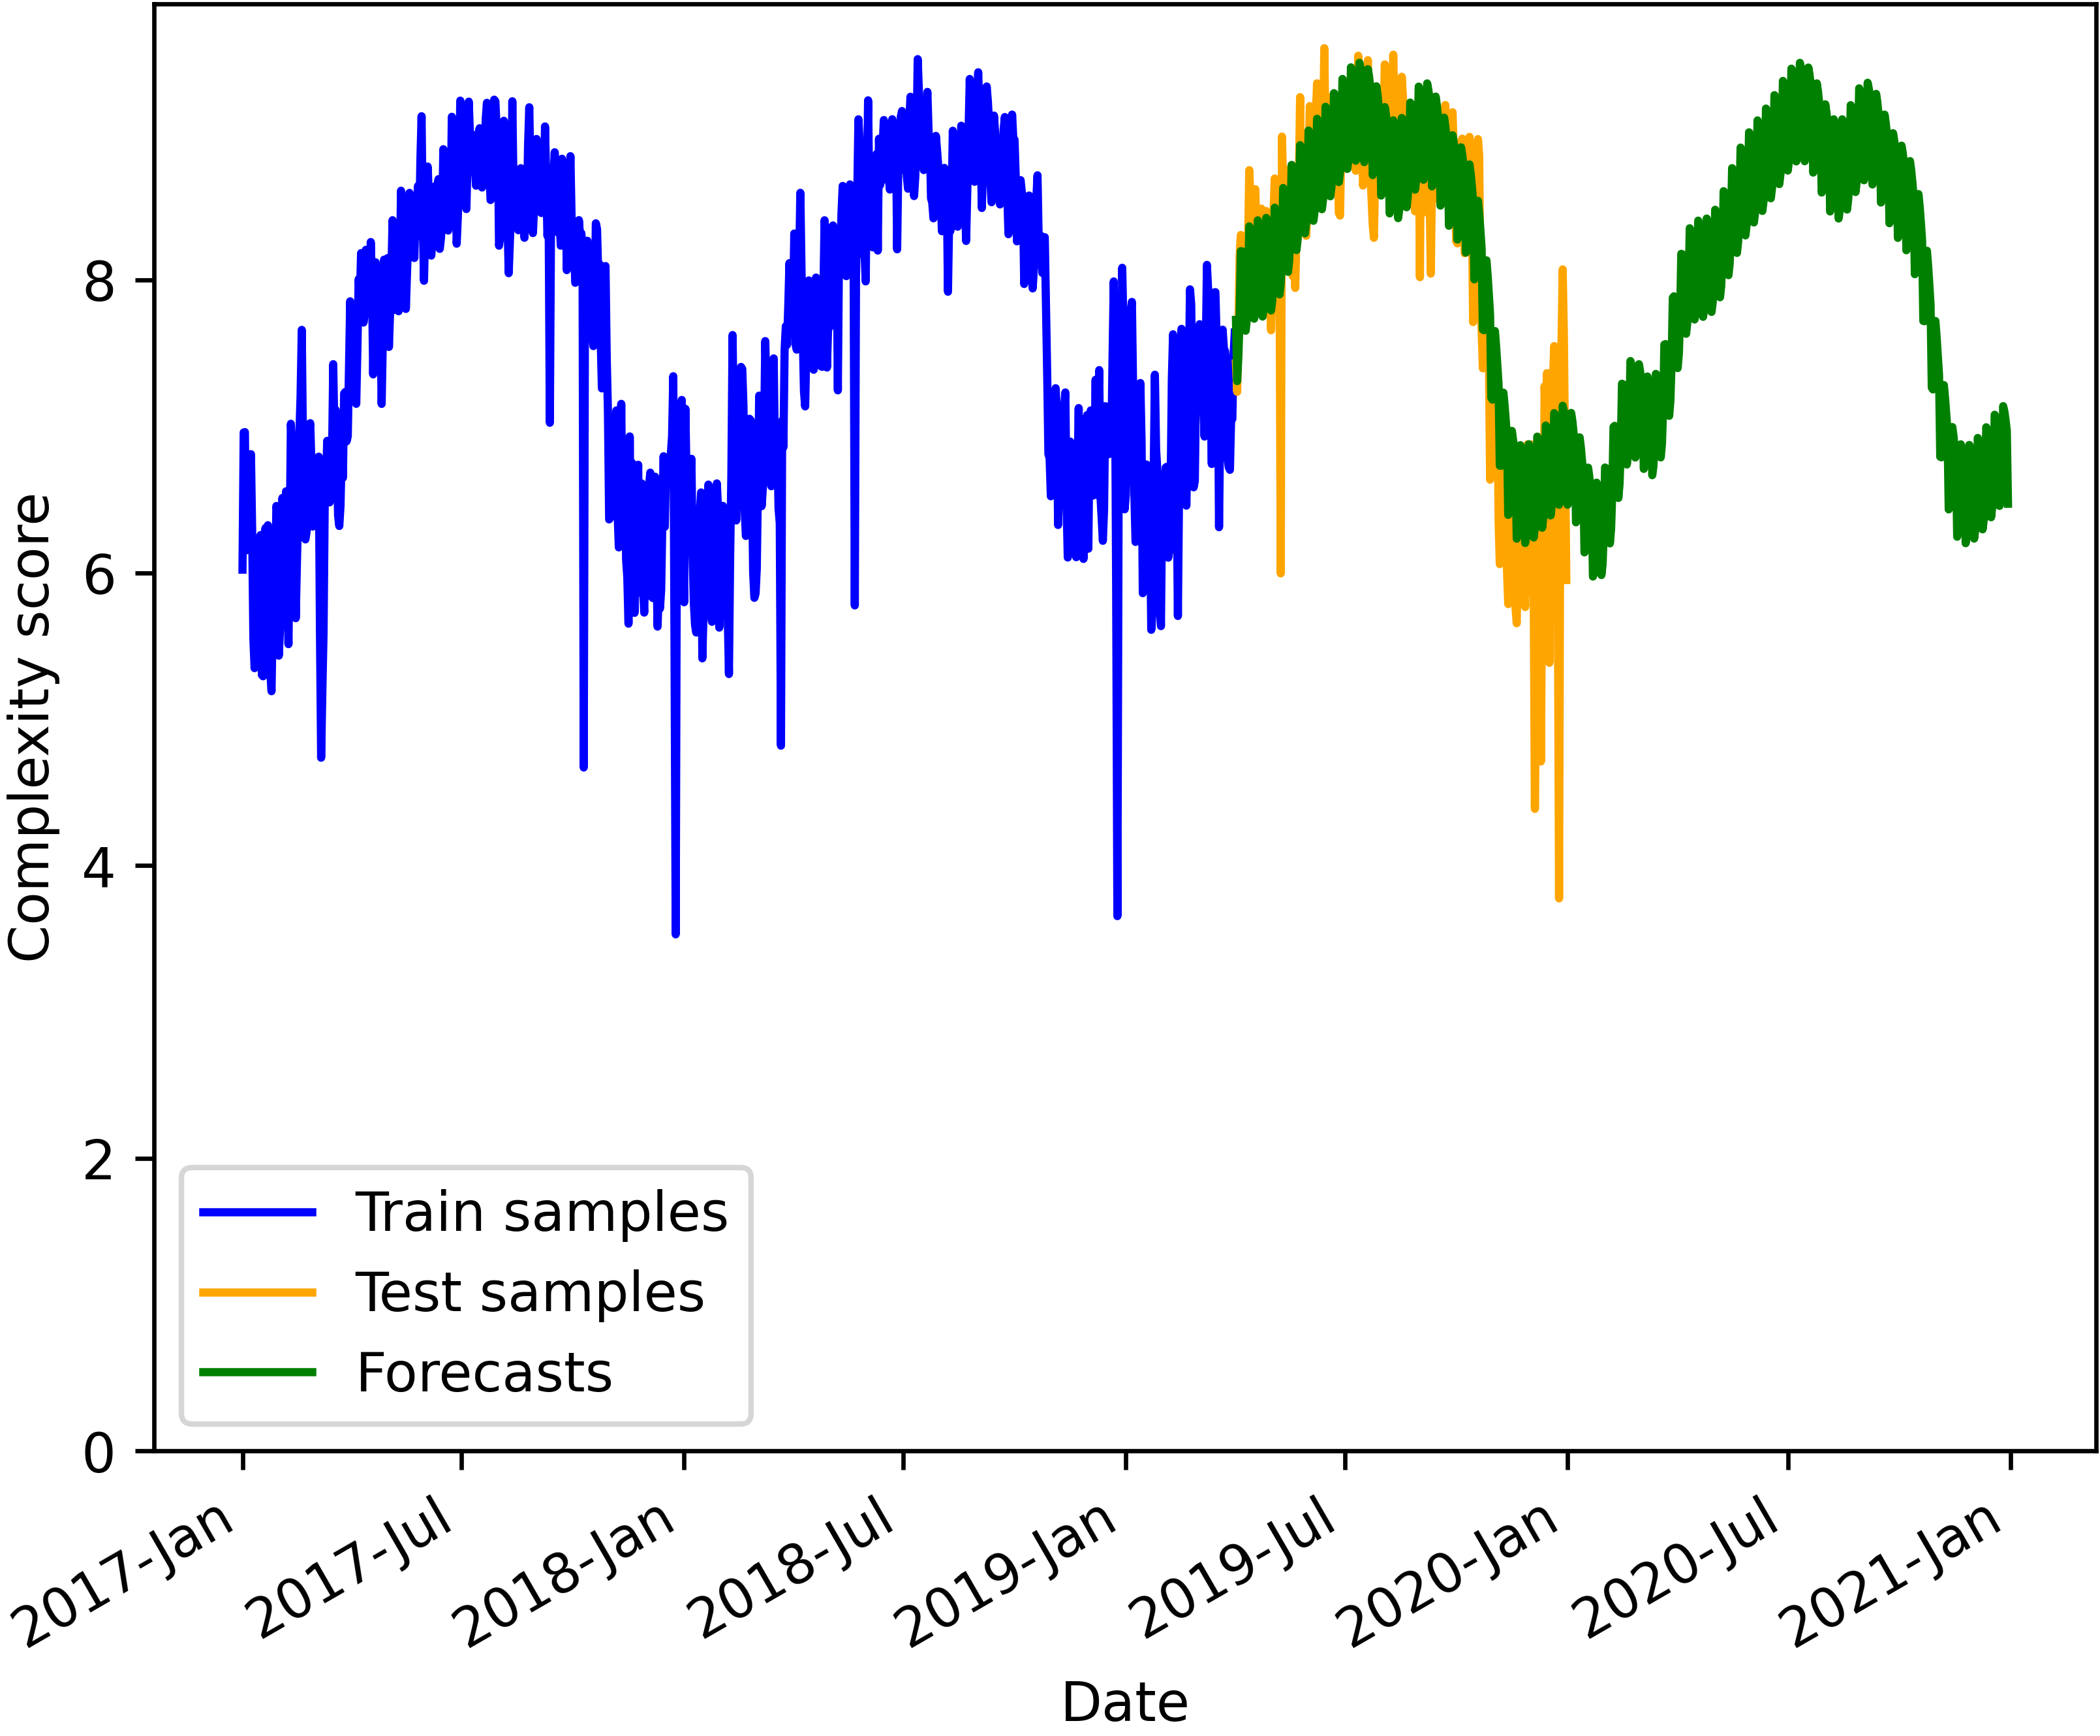 Complexity score
8
6
4
2
0
Train samples
Test samples
Forecasts
2017-Jan
2017-Jul
2018-Jan
2018-Jul
2019-Jan
2019-Jul
2020-Jan
2020-Jul
2021-Jan
Date